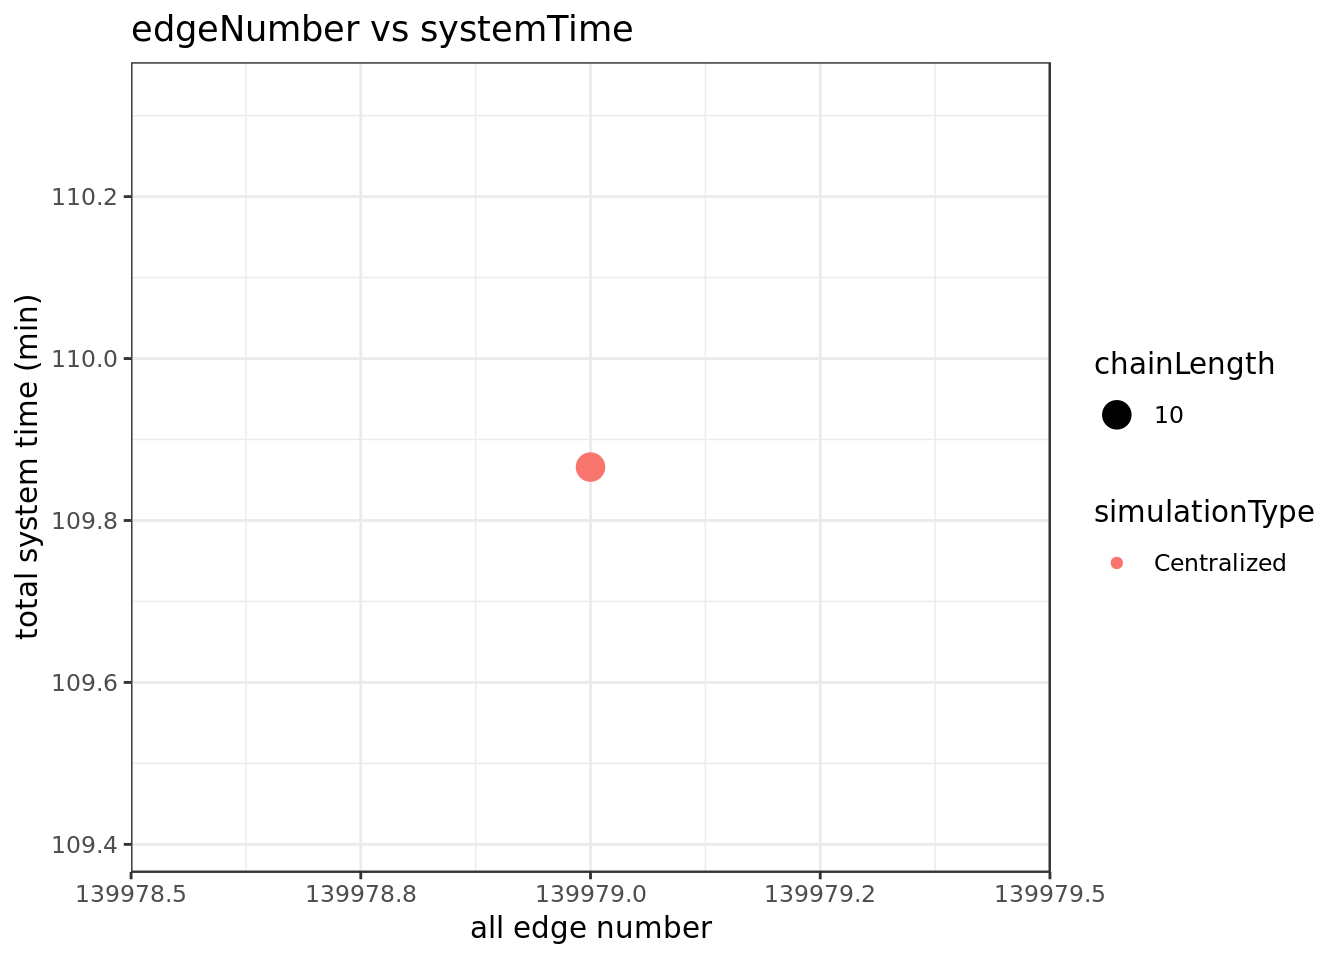 edgeNumber vs systemTime
110.2
110.0
109.8
109.6
109.4
total system time (min)
139978.5
139978.8
139979.0
139979.2
139979.5
all edge number
chainLength
10
simulationType
Centralized